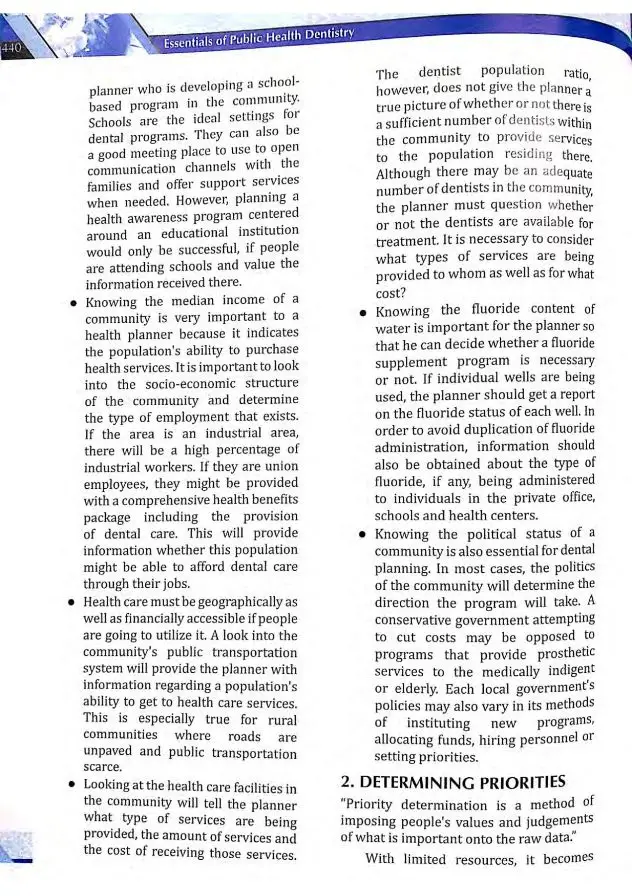 440
Essentials of Public Health Dentistry
planner who is developing a school-
based program in the community.
Schools are the ideal settings for
dental programs. They can also be
a good meeting place to use to open
communication channels with the
families and offer support services
when needed. However, planning a
health awareness program centered
around an educational institution
would only be successful, if people
are attending schools and value the
information received there.
• Knowing the median income of a
community is very important to a
health planner because it indicates
the population's ability to purchase
health services. It is important to look
into the socio-economic structure
of the community and determine
the type of employment that exists.
If the area is an industrial area,
there will be a high percentage of
industrial workers. If they are union
employees, they might be provided
with a comprehensive health benefits
package including the provision
of dental care. This will provide
information whether this population
might be able to afford dental care
through their jobs.
• Health care must be geographically as
well as financially accessible if people
are going to utilize it. A look into the
community's public transportation
system will provide the planner with
information regarding a population's
ability to get to health care services.
This is especially true for rural
communities where roads are
unpaved and public transportation
scarce.
• Looking at the health care facilities in
the community will tell the planner
what type of services are being
provided, the amount of services and
the cost of receiving those services.
The dentist population ratio,
however, does not give the planner a
true picture of whether or not there is
a sufficient number of dentists within
the community to provide services
to the population residing there.
Although there may be an adequate
number of dentists in the community,
the planner must question whether
or not the dentists are available for
treatment. It is necessary to consider
what types of services are being
provided to whom as well as for what
cost?
• Knowing the fluoride content of
water is important for the planner so
that he can decide whether a fluoride
supplement program is necessary
or not. If individual wells are being
used, the planner should get a report
on the fluoride status of each well. In
order to avoid duplication of fluoride
administration, information should
also be obtained about the type of
fluoride, if any, being administered
to individuals in the private office,
schools and health centers.
• Knowing the political status of a
community is also essential for dental
planning. In most cases, the politics
of the community will determine the
direction the program will take. A
conservative government attempting
to cut costs may be opposed to
programs that provide prosthetic
services to the medically indigent
or elderly. Each local government's
policies may also vary in its methods
of instituting new programs,
allocating funds, hiring personnel or
setting priorities.
2. DETERMINING PRIORITIES
"Priority determination is a method of
imposing people's values and judgements
of what is important onto the raw data."
With limited resources, it becomes